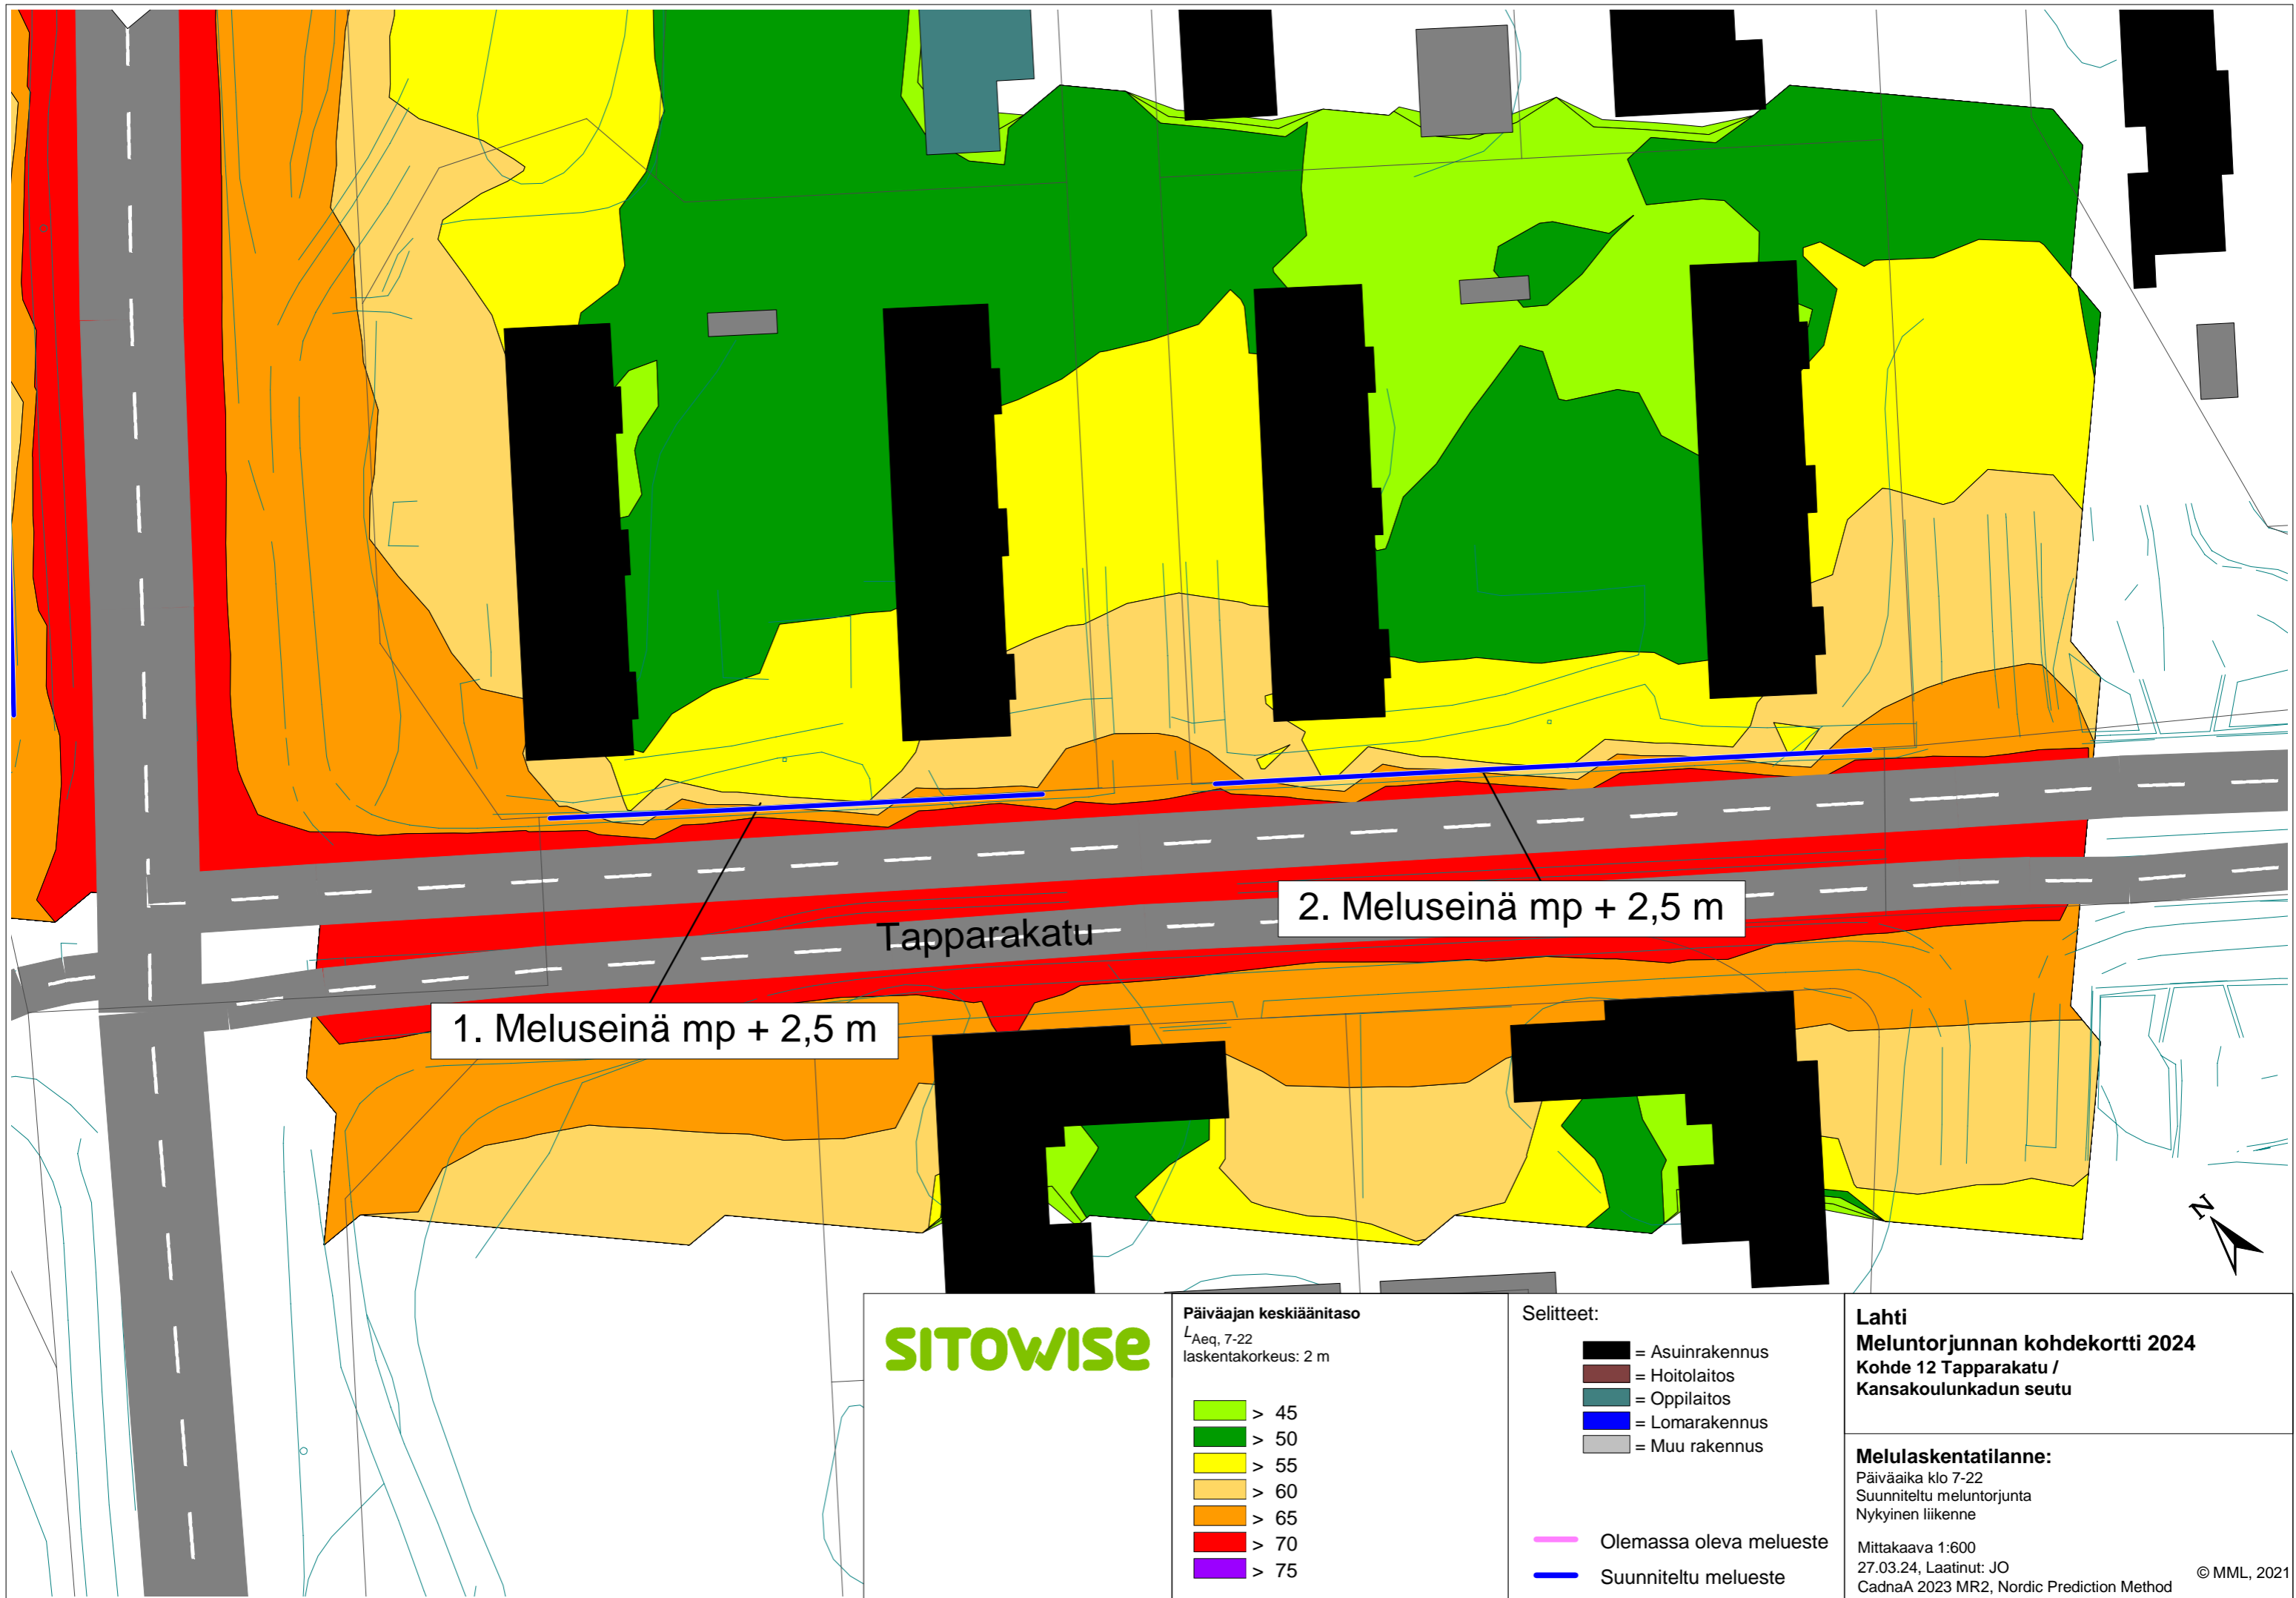 Tapparakatu
2. Meluseinä mp + 2,5 m
1. Meluseinä mp + 2,5 m
N
SITOWISE
Päiväajan keskiäänitaso
LAeq, 7-22
laskentakorkeus: 2 m
> 45
> 50
> 55
> 60
> 65
> 70
> 75
Selitteet:
= Asuinrakennus
= Hoitolaitos
= Oppilaitos
= Lomarakennus
= Muu rakennus
Olemassa oleva melueste
Suunniteltu melueste
Lahti
Meluntorjunnan kohdekortti 2024
Kohde 12 Tapparakatu /
Kansakoulunkadun seutu
Melulaskentatilanne:
Päiväaika klo 7-22
Suunniteltu meluntorjunta
Nykyinen liikenne
Mittakaava 1:600
27.03.24, Laatinut: JO
CadnaA 2023 MR2, Nordic Prediction Method
© MML, 2021